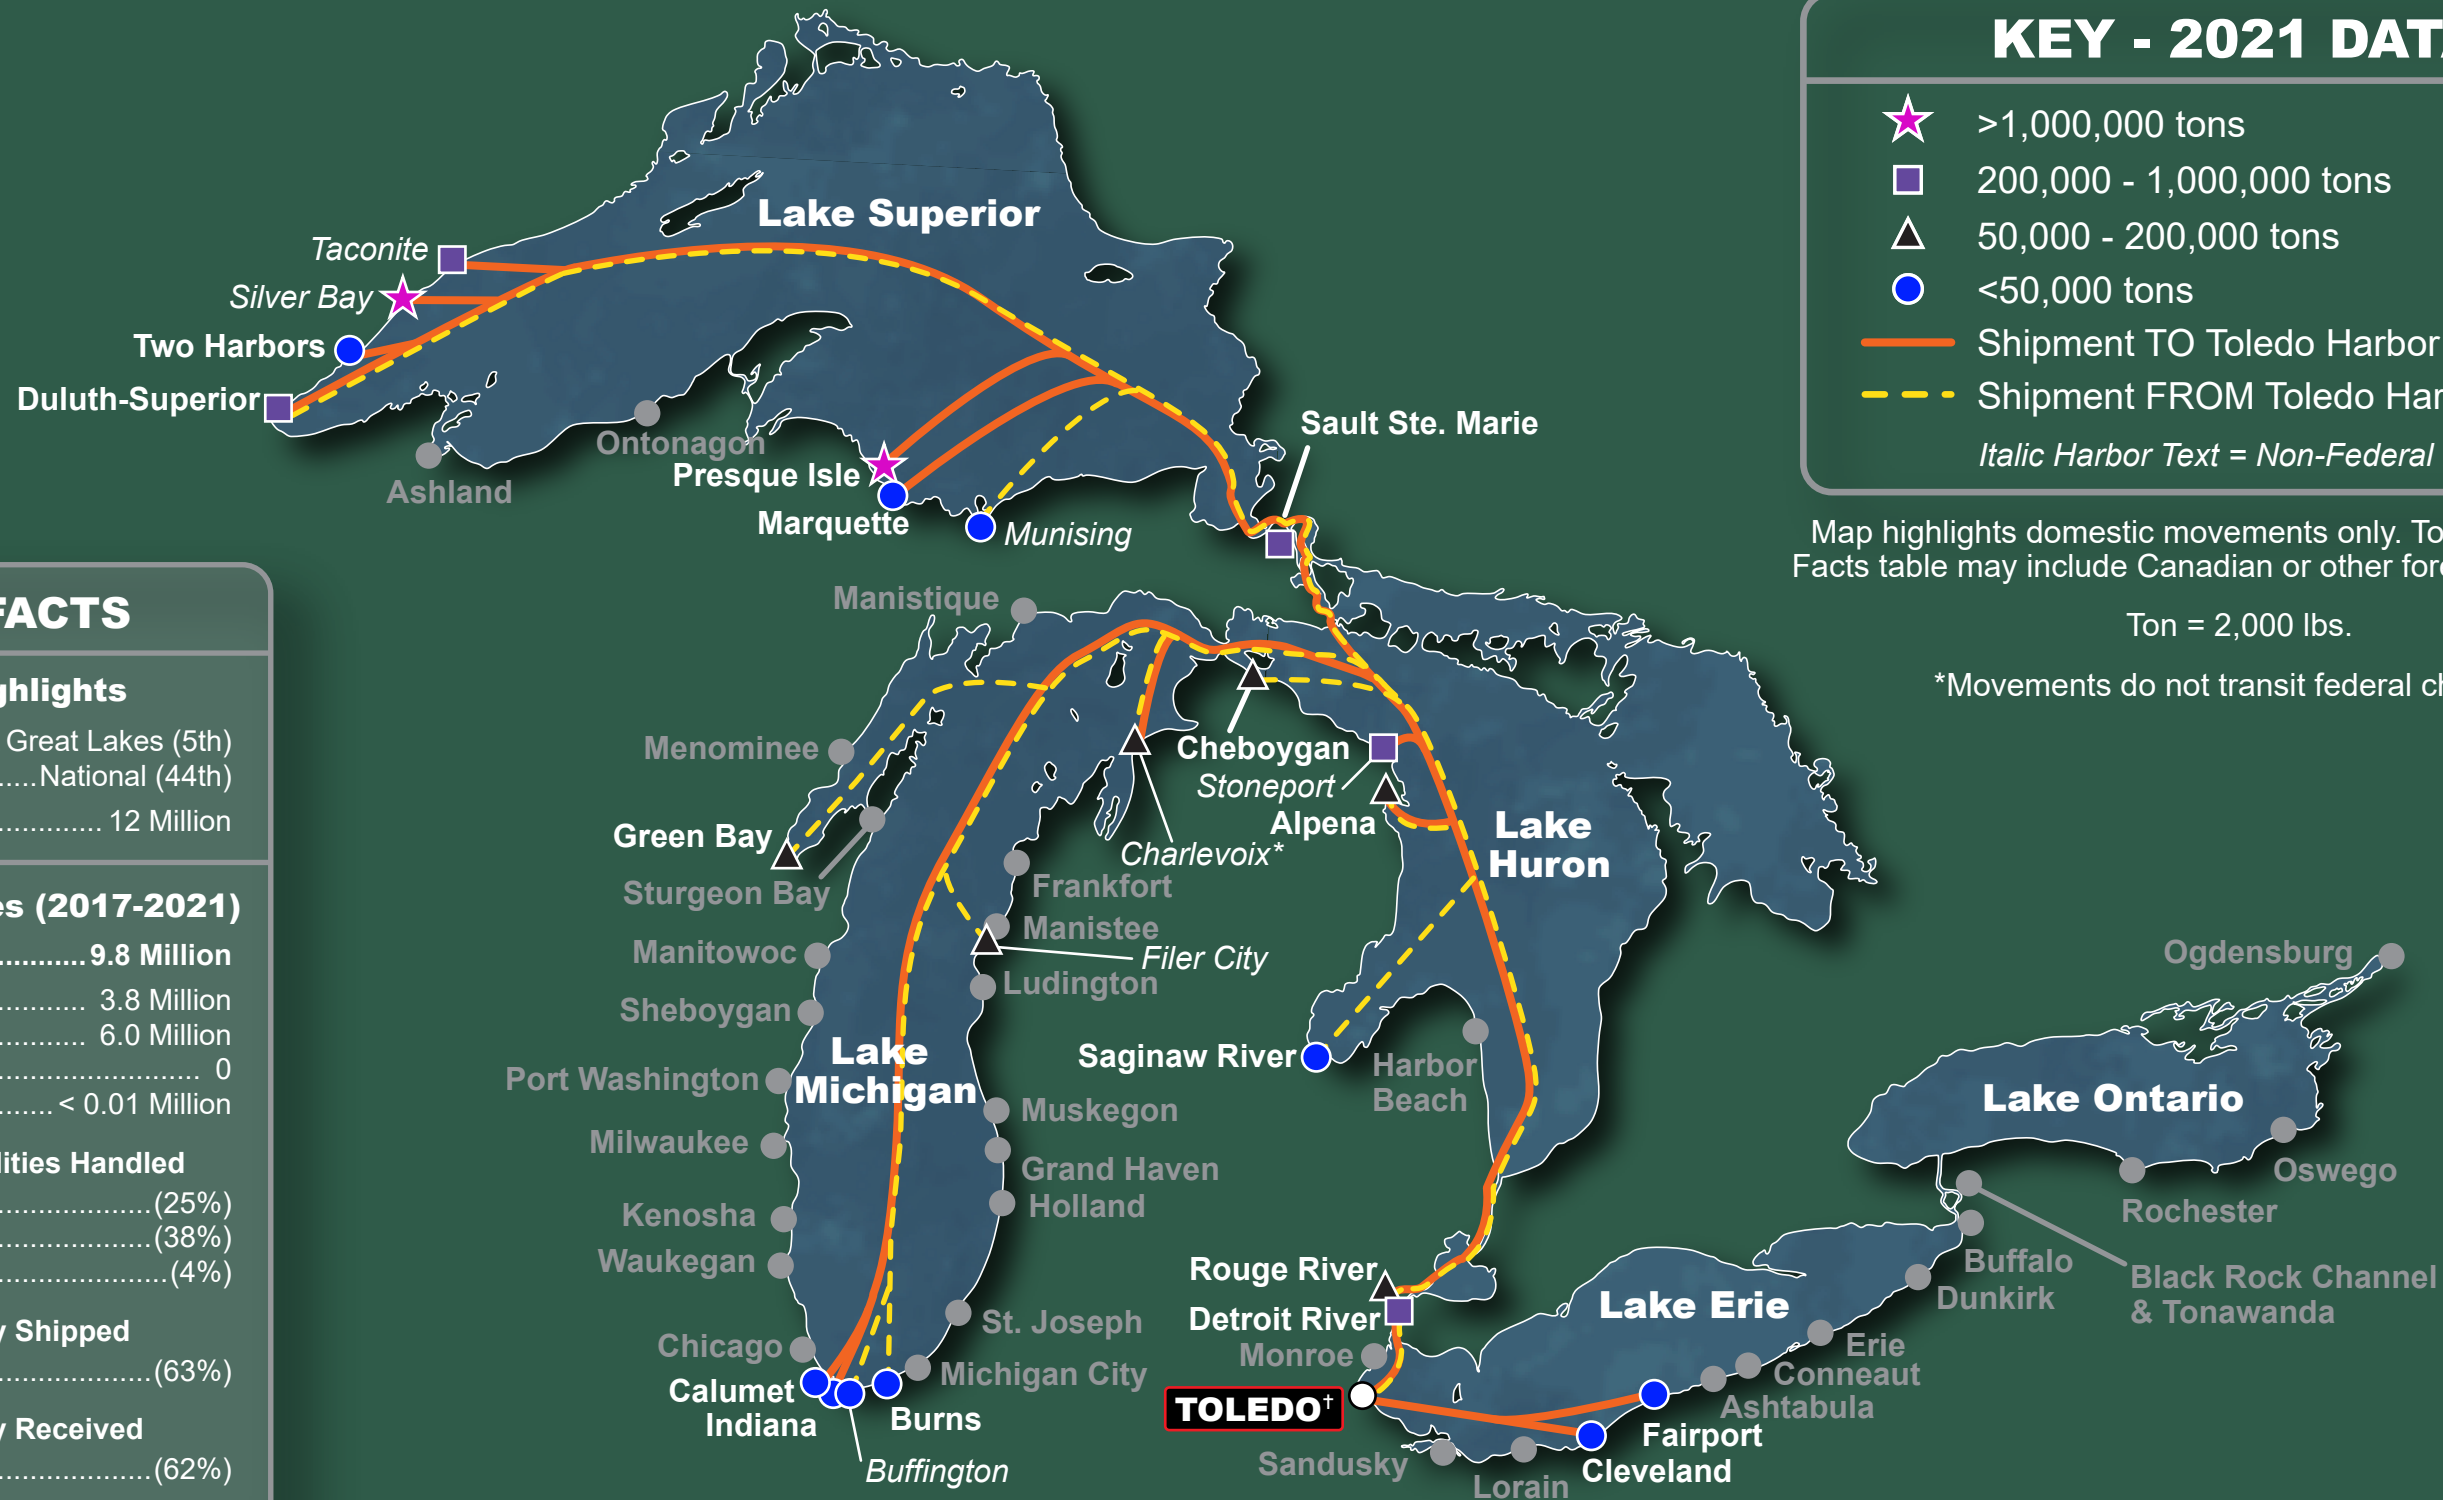 KEY - 2021 DAT
>1,000,000 tons
200,000 - 1,000,000 tons
50,000 - 200,000 tons
<50,000 tons
Shipment TO Toledo Harbor
Shipment FROM Toledo Har
Italic Harbor Text = Non-Federal
Map highlights domestic movements only. To
Facts table may include Canadian or other fore
Ton = 2,000 lbs.
*Movements do not transit federal ch
Lake Superior
Taconite
Silver Bay
Two Harbors
Duluth-Superior
Ashland
Ontonagon
Presque Isle
Marquette
Munising
Sault Ste. Marie
FACTS
ghlights
Great Lakes (5th)
.....National (44th)
.............. 12 Million
es (2017-2021)
...........9.8 Million
............ 3.8 Million
............ 6.0 Million
............................ 0
....... < 0.01 Million
lities Handled
.....................(25%)
.....................(38%)
.......................(4%)
y Shipped
.....................(63%)
y Received
.....................(62%)
Manistique
Menominee
Green Bay
Sturgeon Bay
Manitowoc
Sheboygan
Port Washington
Milwaukee
Kenosha
Waukegan
Chicago
Calumet
Indiana
Buffington
Burns
Michigan City
St. Joseph
Holland
Grand Haven
Muskegon
Ludington
Filer City
Manistee
Frankfort
Charlevoix*
Lake
Michigan
Cheboygan
Stoneport
Alpena
Lake
Huron
Saginaw River
Harbor
Beach
Rouge River
Detroit River
Monroe
TOLEDO†
Sandusky
Lorain
Cleveland
Fairport
Ashtabula
Conneaut
Erie
Dunkirk
Buffalo
Black Rock Channel
& Tonawanda
Lake Erie
Lake Ontario
Rochester
Oswego
Ogdensburg